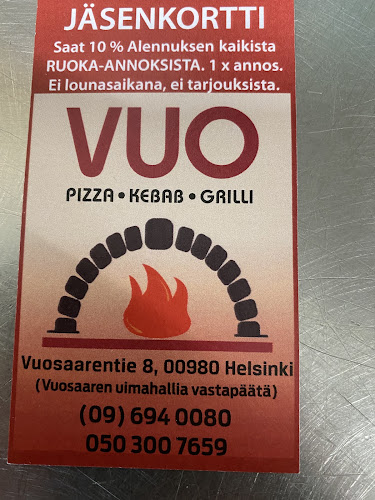 JÄSENKORTTI
Saat 10 % Alennuksen kaikista
RUOKA-ANNOKSISTA. 1 x annos.
Ei lounasaikana, ei tarjouksista.
VUO
PIZZA • KEBAB • GRILLI
Vuosaarentie 8, 00980 Helsinki
(Vuosaaren uimahallia vastapäätä)
(09) 694 0080
050 300 7659